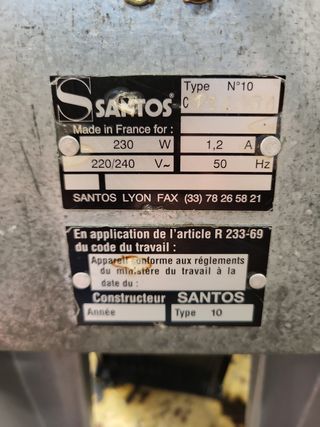 SANTOS®
Type N°10
C
Made in France for :
230 W 1,2 A
220/240 V~ 50 Hz
SANTOS LYON FAX (33) 78 26 58 21
En application de l'article R 233-69
du code du travail :
Appareil conforme aux réglements
du ministère du travail à la
date du :
Constructeur SANTOS
Année Type 10